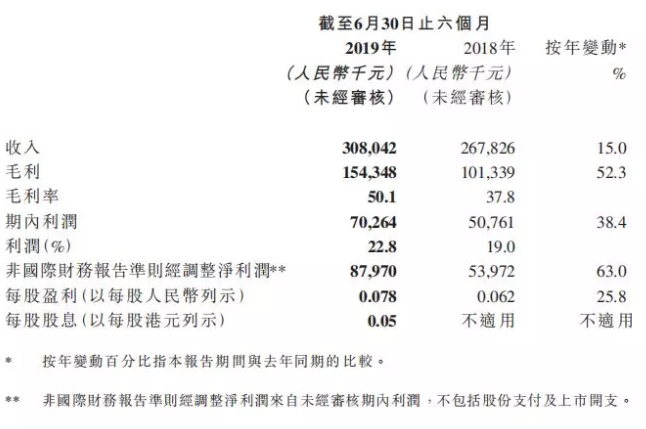 截至6月30日止六個月
2019年 2018年 按年變動*
(人民幣千元) (人民幣千元) %
(未經審核) (未經審核)
收入 308,042 267,826 15.0
毛利 154,348 101,339 52.3
毛利率 50.1 37.8
期內利潤 70,264 50,761 38.4
利潤(%) 22.8 19.0
非國際財務報告準則經調整淨利潤** 87,970 53,972 63.0
每股盈利(以每股人民幣列示) 0.078 0.062 25.8
每股股息(以每股港元列示) 0.05 不適用 不適用
* 按年變動百分比指本報告期間與去年同期的比較。
** 非國際財務報告準則經調整淨利潤來自未經審核期內利潤，不包括股份支付及上市開支。